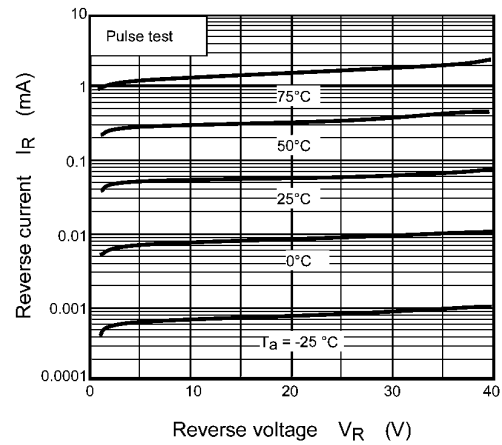 10
Pulse test
1
75°C
50°C
0.1
25°C
0.01
0°C
0.001
Ta = -25 °C
0.0001
0 10 20 30 40
Reverse current IR (mA)
Reverse voltage VR (V)